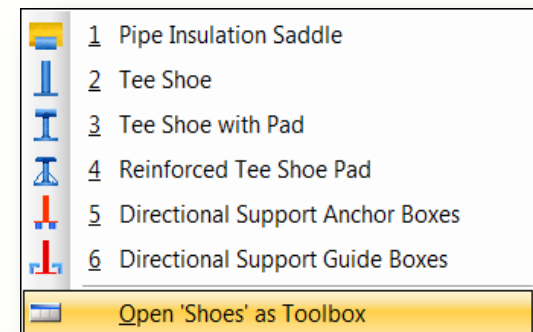 1 Pipe Insulation Saddle
2 Tee Shoe
3 Tee Shoe with Pad
4 Reinforced Tee Shoe Pad
5 Directional Support Anchor Boxes
6 Directional Support Guide Boxes
Open 'Shoes' as Toolbox